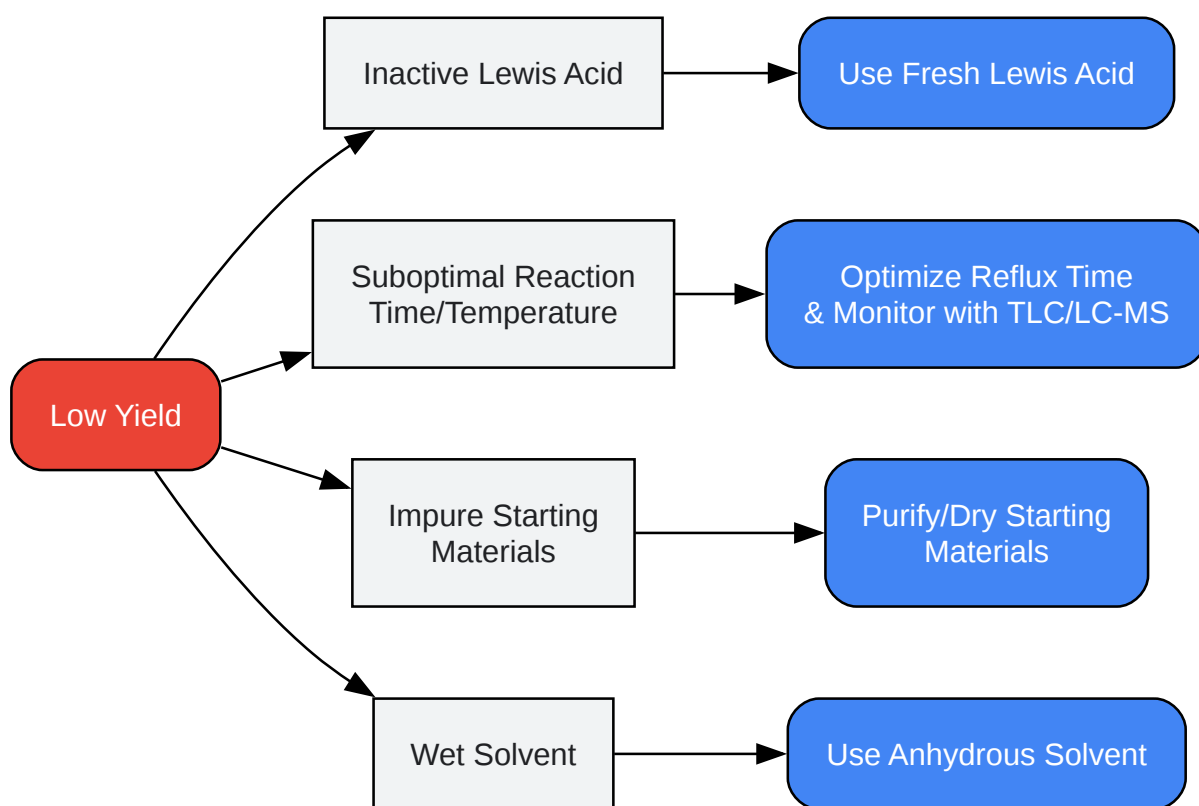 Inactive Lewis Acid
Use Fresh Lewis Acid
Suboptimal Reaction
Time/Temperature
Optimize Reflux Time
& Monitor with TLC/LC-MS
Low Yield
Impure Starting
Materials
Purify/Dry Starting
Materials
Wet Solvent
Use Anhydrous Solvent